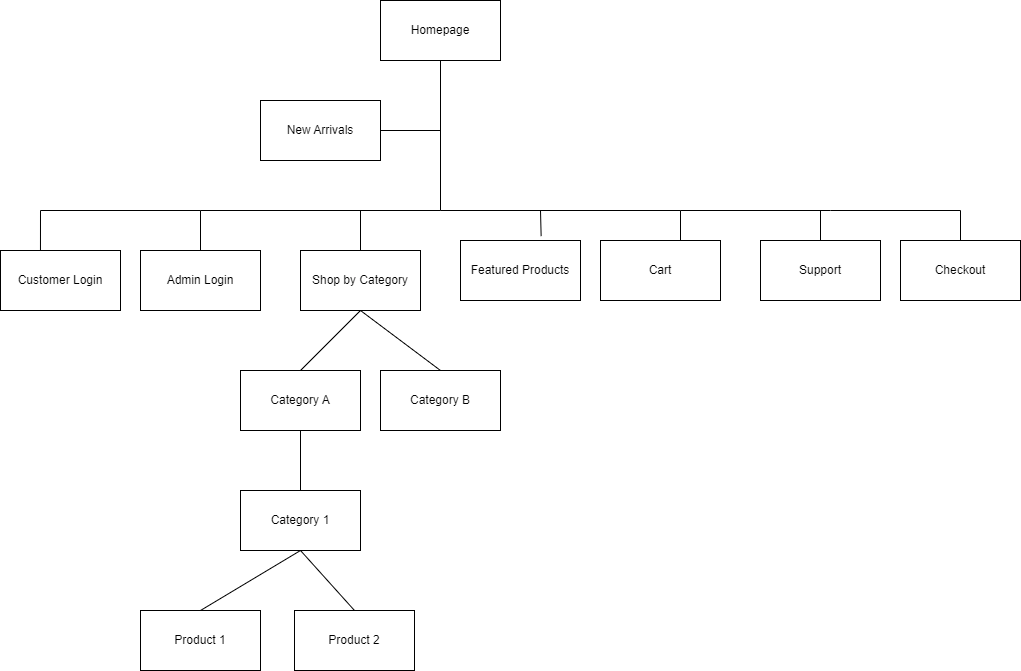 Homepage
New Arrivals
Customer Login
Admin Login
Shop by Category
Featured Products
Cart
Support
Checkout
Category A
Category B
Category 1
Product 1
Product 2